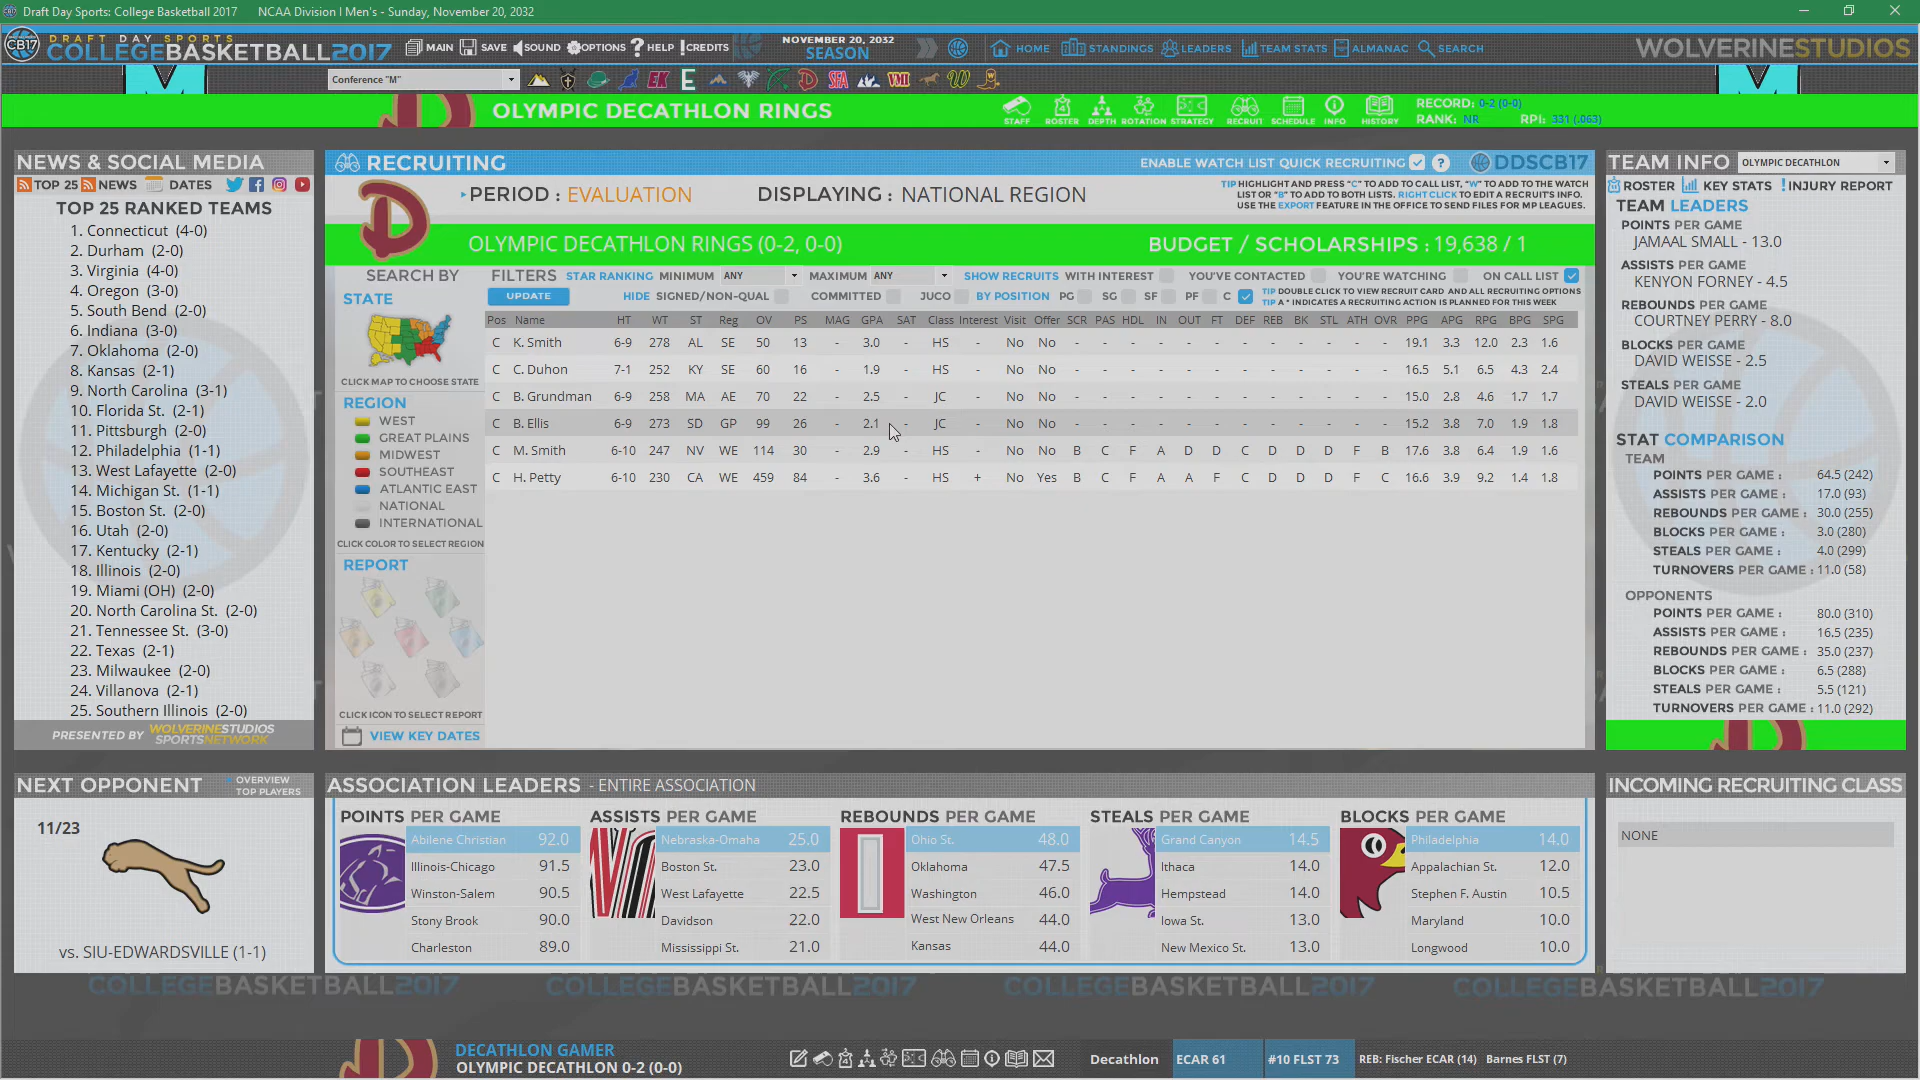 Draft Day Sports: College Basketball 2017 NCAA Division I Men's - Sunday, November 20, 2032
CB17 DRAFT DAY SPORTS COLLEGEBASKETBALL2017 MAIN SAVE SOUND OPTIONS HELP CREDITS NOVEMBER 20, 2032 SEASON HOME STANDINGS LEADERS TEAM STATS ALMANAC SEARCH WOLVERINESTUDIOS
Conference "M"
OLYMPIC DECATHLON RINGS STAFF ROSTER DEPTH ROTATION STRATEGY RECRUIT SCHEDULE INFO HISTORY
RECORD: 0-2 (0-0)
RANK: NR RPI: 331 (.063)
NEWS & SOCIAL MEDIA
TOP 25 NEWS DATES
TOP 25 RANKED TEAMS
1. Connecticut (4-0)
2. Durham (2-0)
3. Virginia (4-0)
4. Oregon (3-0)
5. South Bend (2-0)
6. Indiana (3-0)
7. Oklahoma (2-0)
8. Kansas (2-1)
9. North Carolina (3-1)
10. Florida St. (2-1)
11. Pittsburgh (2-0)
12. Philadelphia (1-1)
13. West Lafayette (2-0)
14. Michigan St. (1-1)
15. Boston St. (2-0)
16. Utah (2-0)
17. Kentucky (2-1)
18. Illinois (2-0)
19. Miami (OH) (2-0)
20. North Carolina St. (2-0)
21. Tennessee St. (3-0)
22. Texas (2-1)
23. Milwaukee (2-0)
24. Villanova (2-1)
25. Southern Illinois (2-0)
PRESENTED BY WOLVERINESTUDIOS SPORTSNETWORK
RECRUITING ENABLE WATCH LIST QUICK RECRUITING ? DDSCB17
PERIOD : EVALUATION DISPLAYING : NATIONAL REGION
TIP HIGHLIGHT AND PRESS "C" TO ADD TO CALL LIST, "W" TO ADD TO THE WATCH
LIST OR "B" TO ADD TO BOTH LISTS. RIGHT CLICK TO EDIT A RECRUIT'S INFO.
USE THE EXPORT FEATURE IN THE OFFICE TO SEND FILES FOR MP LEAGUES.
OLYMPIC DECATHLON RINGS (0-2, 0-0) BUDGET / SCHOLARSHIPS : 19,638 / 1
SEARCH BY
STATE
CLICK MAP TO CHOOSE STATE
REGION
WEST
GREAT PLAINS
MIDWEST
SOUTHEAST
ATLANTIC EAST
NATIONAL
INTERNATIONAL
CLICK COLOR TO SELECT REGION
REPORT
CLICK ICON TO SELECT REPORT
VIEW KEY DATES
FILTERS STAR RANKING MINIMUM ANY MAXIMUM ANY SHOW RECRUITS WITH INTEREST YOU'VE CONTACTED YOU'RE WATCHING ON CALL LIST
UPDATE HIDE SIGNED/NON-QUAL COMMITTED JUCO BY POSITION PG SG SF PF C
TIP DOUBLE CLICK TO VIEW RECRUIT CARD AND ALL RECRUITING OPTIONS
TIP A * INDICATES A RECRUITING ACTION IS PLANNED FOR THIS WEEK
Pos Name HT WT ST Reg OV PS MAG GPA SAT Class Interest Visit Offer SCR PAS HDL IN OUT FT DEF REB BK STL ATH OVR PPG APG RPG BPG SPG
C K. Smith 6-9 278 AL SE 50 13 - 3.0 - HS - No No - - - - - - - - - - - - 19.1 3.3 12.0 2.3 1.6
C C. Duhon 7-1 252 KY SE 60 16 - 1.9 - HS - No No - - - - - - - - - - - - 16.5 5.1 6.5 4.3 2.4
C B. Grundman 6-9 258 MA AE 70 22 - 2.5 - JC - No No - - - - - - - - - - - - 15.0 2.8 4.6 1.7 1.7
C B. Ellis 6-9 273 SD GP 99 26 - 2.1 - JC - No No - - - - - - - - - - - - 15.2 3.8 7.0 1.9 1.8
C M. Smith 6-10 247 NV WE 114 30 - 2.9 - HS - No No B C F A D D C D D D F B 17.6 3.8 6.4 1.9 1.6
C H. Petty 6-10 230 CA WE 459 84 - 3.6 - HS + No Yes B C F A A F C D D D F C 16.6 3.9 9.2 1.4 1.8
TEAM INFO OLYMPIC DECATHLON
ROSTER KEY STATS INJURY REPORT
TEAM LEADERS
POINTS PER GAME
JAMAAL SMALL - 13.0
ASSISTS PER GAME
KENYON FORNEY - 4.5
REBOUNDS PER GAME
COURTNEY PERRY - 8.0
BLOCKS PER GAME
DAVID WEISSE - 2.5
STEALS PER GAME
DAVID WEISSE - 2.0
STAT COMPARISON
TEAM
POINTS PER GAME : 64.5 (242)
ASSISTS PER GAME : 17.0 (93)
REBOUNDS PER GAME : 30.0 (255)
BLOCKS PER GAME : 3.0 (280)
STEALS PER GAME : 4.0 (299)
TURNOVERS PER GAME : 11.0 (58)
OPPONENTS
POINTS PER GAME : 80.0 (310)
ASSISTS PER GAME : 16.5 (235)
REBOUNDS PER GAME : 35.0 (237)
BLOCKS PER GAME : 6.5 (288)
STEALS PER GAME : 5.5 (121)
TURNOVERS PER GAME : 11.0 (292)
NEXT OPPONENT OVERVIEW TOP PLAYERS
11/23
vs. SIU-EDWARDSVILLE (1-1)
ASSOCIATION LEADERS - ENTIRE ASSOCIATION
POINTS PER GAME
Abilene Christian 92.0
Illinois-Chicago 91.5
Winston-Salem 90.5
Stony Brook 90.0
Charleston 89.0
ASSISTS PER GAME
Nebraska-Omaha 25.0
Boston St. 23.0
West Lafayette 22.5
Davidson 22.0
Mississippi St. 21.0
REBOUNDS PER GAME
Ohio St. 48.0
Oklahoma 47.5
Washington 46.0
West New Orleans 44.0
Kansas 44.0
STEALS PER GAME
Grand Canyon 14.5
Ithaca 14.0
Hempstead 14.0
Iowa St. 13.0
New Mexico St. 13.0
BLOCKS PER GAME
Philadelphia 14.0
Appalachian St. 12.0
Stephen F. Austin 10.5
Maryland 10.0
Longwood 10.0
INCOMING RECRUITING CLASS
NONE
COLLEGEBASKETBALL2017 COLLEGEBASKETBALL2017 COLLEGEBASKETBALL2017 COLLEGEBASKETBALL2017
DECATHLON GAMER
OLYMPIC DECATHLON 0-2 (0-0)
Decathlon ECAR 61 #10 FLST 73 REB: Fischer ECAR (14) Barnes FLST (7)